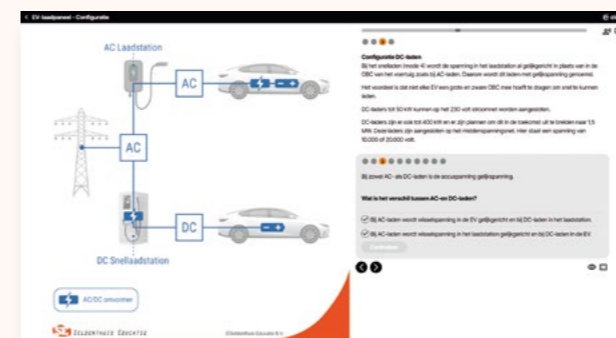 EV-laadpaneel - Configuratie
AC Laadstation
AC
AC
DC
DC Snellaadstation
AC/DC omvormer
SE SELDENTHUIS EDUCATIE
©Seldenthuis Educatie B.V.
Configuratie DC-laden
Bij het snelladen (mode 4) wordt de spanning in het laadstation al gelijkgericht in plaats van in de
OBC van het voertuig zoals bij AC-laden. Daarom wordt dit laden met gelijkspanning genoemd.
Het voordeel is dat niet elke EV een grote en zware OBC mee hoeft te dragen om snel te kunnen
laden.
DC-laders tot 50 kW kunnen op het 230 volt stroomnet worden aangesloten.
DC-laders zijn er ook tot 400 kW en er zijn plannen om dit in de toekomst uit te breiden naar 1,5
MW. Deze laders zijn aangesloten op het middenspanningsnet. Hier staat een spanning van
10.000 of 20.000 volt.
Bij zowel AC- als DC-laden is de accuspanning gelijkspanning.
Wat is het verschil tussen AC-en DC-laden?
Bij AC-laden wordt wisselspanning in de EV gelijkgericht en bij DC-laden in het laadstation.
Bij AC-laden wordt wisselspanning in het laadstation gelijkgericht en bij DC-laden in de EV.
Controleer